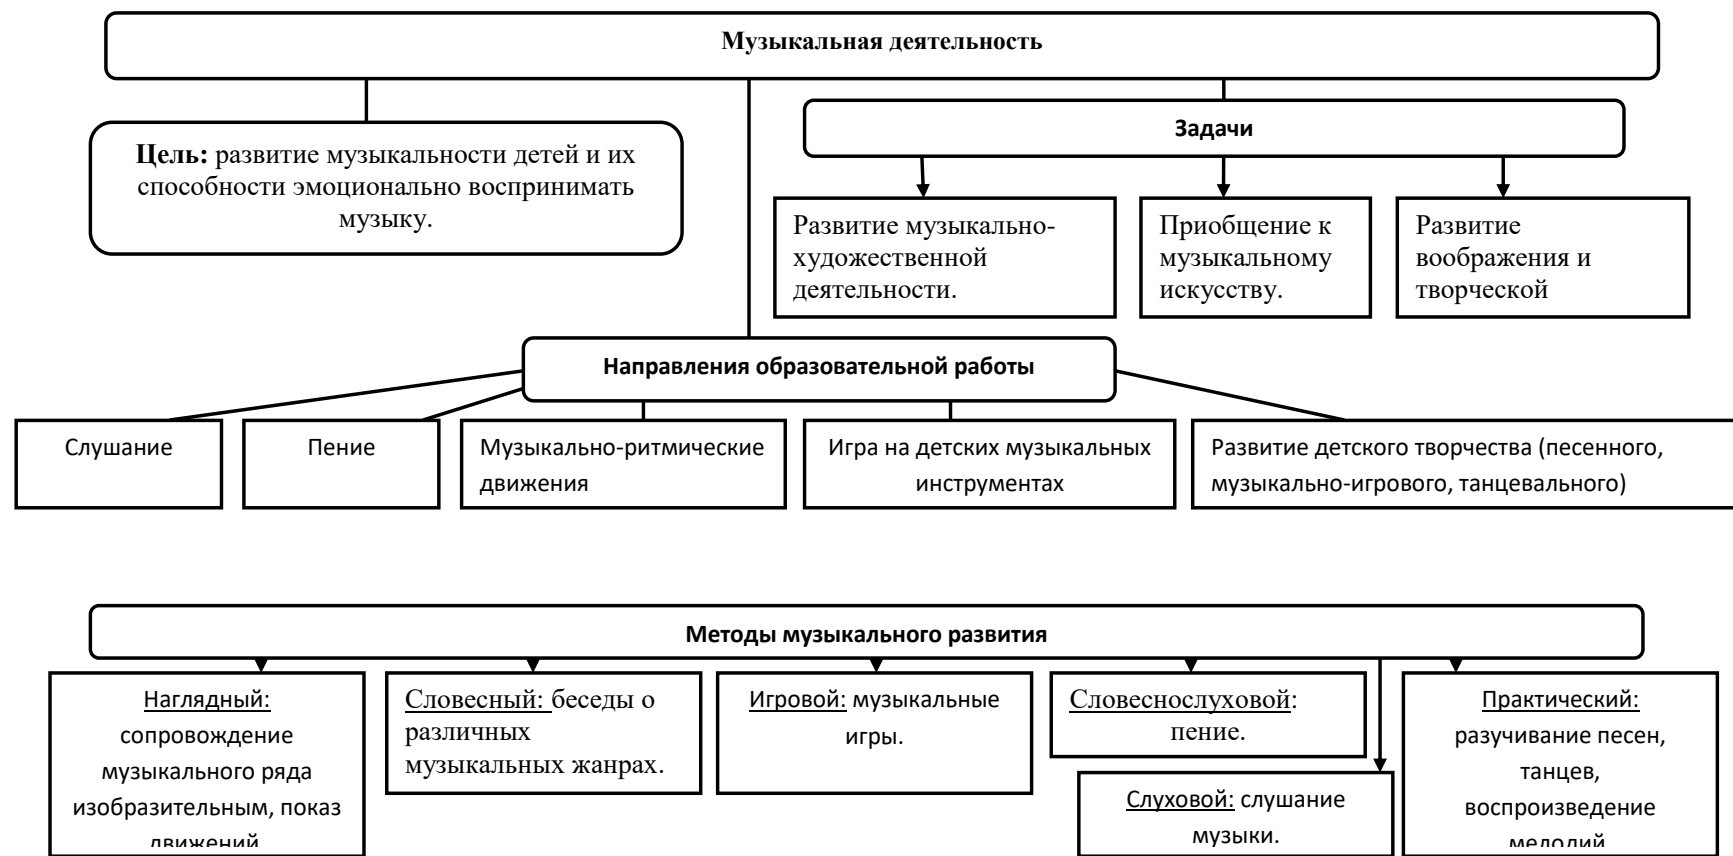 Музыкальная деятельность
Цель: развитие музыкальности детей и их
способности эмоционально воспринимать
музыку.
Задачи
Развитие музыкально-
художественной
деятельности.
Приобщение к
музыкальному
искусству.
Развитие
воображения и
творческой
Направления образовательной работы
Слушание
Пение
Музыкально-ритмические
движения
Игра на детских музыкальных
инструментах
Развитие детского творчества (песенного,
музыкально-игрового, танцевального)
Методы музыкального развития
Наглядный:
сопровождение
музыкального ряда
изобразительным, показ
движений
Словесный: беседы о
различных
музыкальных жанрах.
Игровой: музыкальные
игры.
Словеснослуховой:
пение.
Слуховой: слушание
музыки.
Практический:
разучивание песен,
танцев,
воспроизведение
мелодий